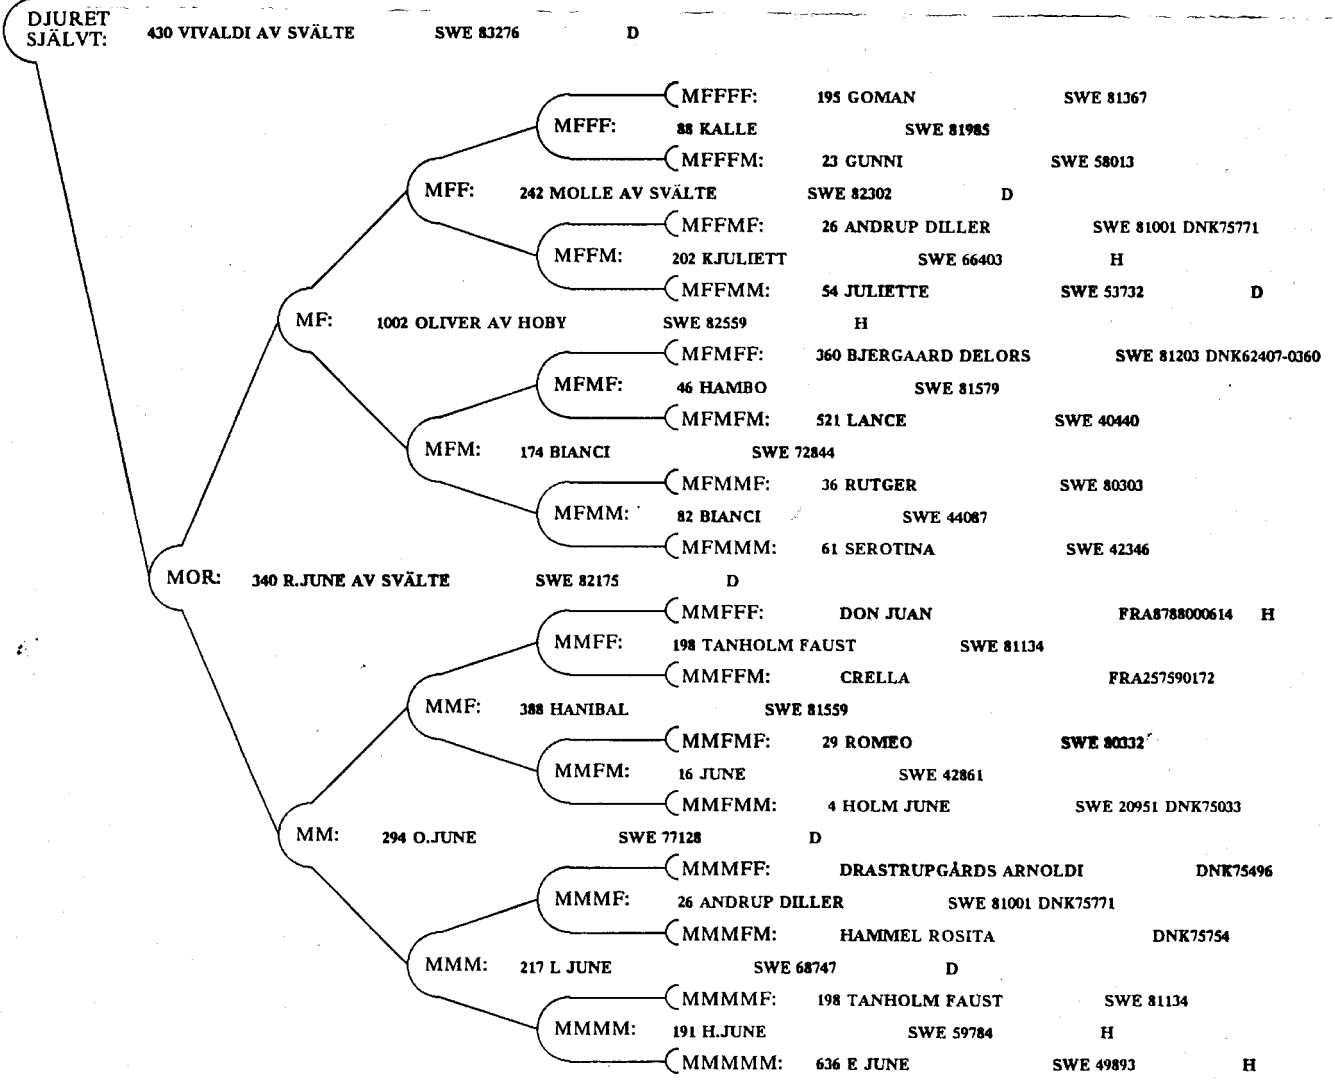 DJURET
SJÄLVT: 430 VIVALDI AV SVÄLTE SWE 83276 D
MFFFF: 195 GOMAN SWE 81367
MFFF: 88 KALLE SWE 81985
MFFFM: 23 GUNNI SWE 58013
MFF: 242 MOLLE AV SVÄLTE SWE 82302 D
MFFMF: 26 ANDRUP DILLER SWE 81001 DNK75771
MFFM: 202 KJULIETT SWE 66403 H
MFFMM: 54 JULIETTE SWE 53732 D
MF: 1002 OLIVER AV HOBY SWE 82559 H
MFMFF: 360 BJERGAARD DELORS SWE 81203 DNK62407-0360
MFMF: 46 HAMBO SWE 81579
MFMFM: 521 LANCE SWE 40440
MFM: 174 BIANCI SWE 72844
MFMMF: 36 RUTGER SWE 80303
MFMM: 82 BIANCI SWE 44087
MFMMM: 61 SEROTINA SWE 42346
MOR: 340 R.JUNE AV SVÄLTE SWE 82175 D
MMFFF: DON JUAN FRA8788000614 H
MMFF: 198 TANHOLM FAUST SWE 81134
MMFFM: CRELLA FRA257590172
MMF: 388 HANIBAL SWE 81559
MMFMF: 29 ROMEO SWE 80332
MMFM: 16 JUNE SWE 42861
MMFMM: 4 HOLM JUNE SWE 20951 DNK75033
MM: 294 O.JUNE SWE 77128 D
MMMFF: DRASTRUPGÅRDS ARNOLDI DNK75496
MMMF: 26 ANDRUP DILLER SWE 81001 DNK75771
MMMFM: HAMMEL ROSITA DNK75754
MMM: 217 L JUNE SWE 68747 D
MMMMF: 198 TANHOLM FAUST SWE 81134
MMMM: 191 H.JUNE SWE 59784 H
MMMMM: 636 E JUNE SWE 49893 H